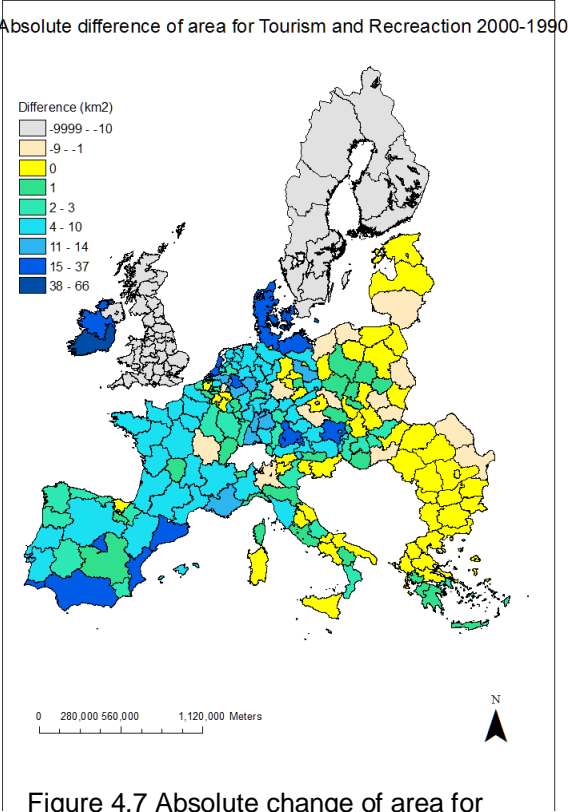 Absolute difference of area for Tourism and Recreaction 2000-1990
Difference (km2)
-9999 - -10
-9 - -1
0
1
2 - 3
4 - 10
11 - 14
15 - 37
38 - 66
N
0 280,000 560,000 1,120,000 Meters
Figure 4.7 Absolute change of area for